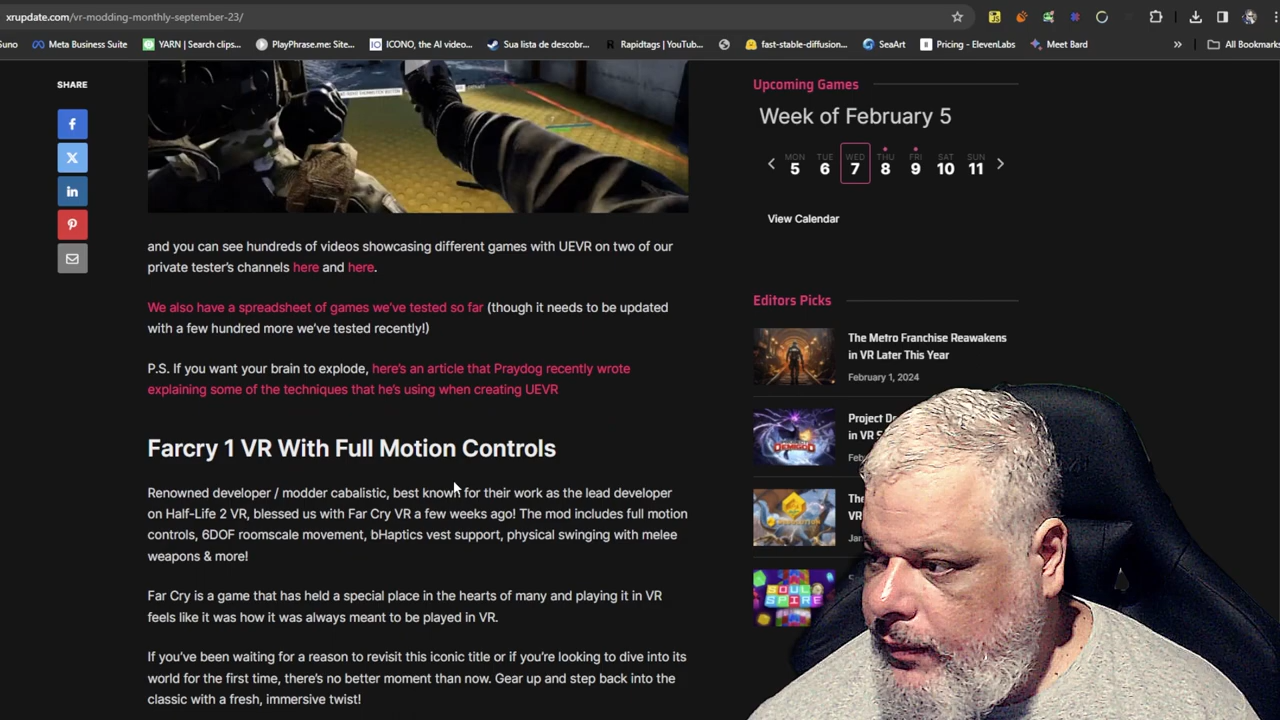 xrupdate.com/vr-modding-monthly-september-23/
Suno
Meta Business Suite
YARN | Search clips...
PlayPhrase.me: Site...
ICONO, the AI video...
Sua lista de descobr...
Rapidtags | YouTub...
fast-stable-diffusion...
SeaArt
Pricing - ElevenLabs
Meet Bard
All Bookmarks
SHARE
and you can see hundreds of videos showcasing different games with UEVR on two of our
private tester's channels here and here.
We also have a spreadsheet of games we've tested so far (though it needs to be updated
with a few hundred more we've tested recently!)
P.S. If you want your brain to explode, here's an article that Praydog recently wrote
explaining some of the techniques that he's using when creating UEVR
Farcry 1 VR With Full Motion Controls
Renowned developer / modder cabalistic, best known for their work as the lead developer
on Half-Life 2 VR, blessed us with Far Cry VR a few weeks ago! The mod includes full motion
controls, 6DOF roomscale movement, bHaptics vest support, physical swinging with melee
weapons & more!
Far Cry is a game that has held a special place in the hearts of many and playing it in VR
feels like it was how it was always meant to be played in VR.
If you've been waiting for a reason to revisit this iconic title or if you're looking to dive into its
world for the first time, there's no better moment than now. Gear up and step back into the
classic with a fresh, immersive twist!
Upcoming Games
Week of February 5
MON TUE WED THU FRI SAT SUN
5 6 7 8 9 10 11
View Calendar
Editors Picks
The Metro Franchise Reawakens
in VR Later This Year
February 1, 2024
Project De
in VR S
Feb
The
VR
Jan
SOUL
SPIRE